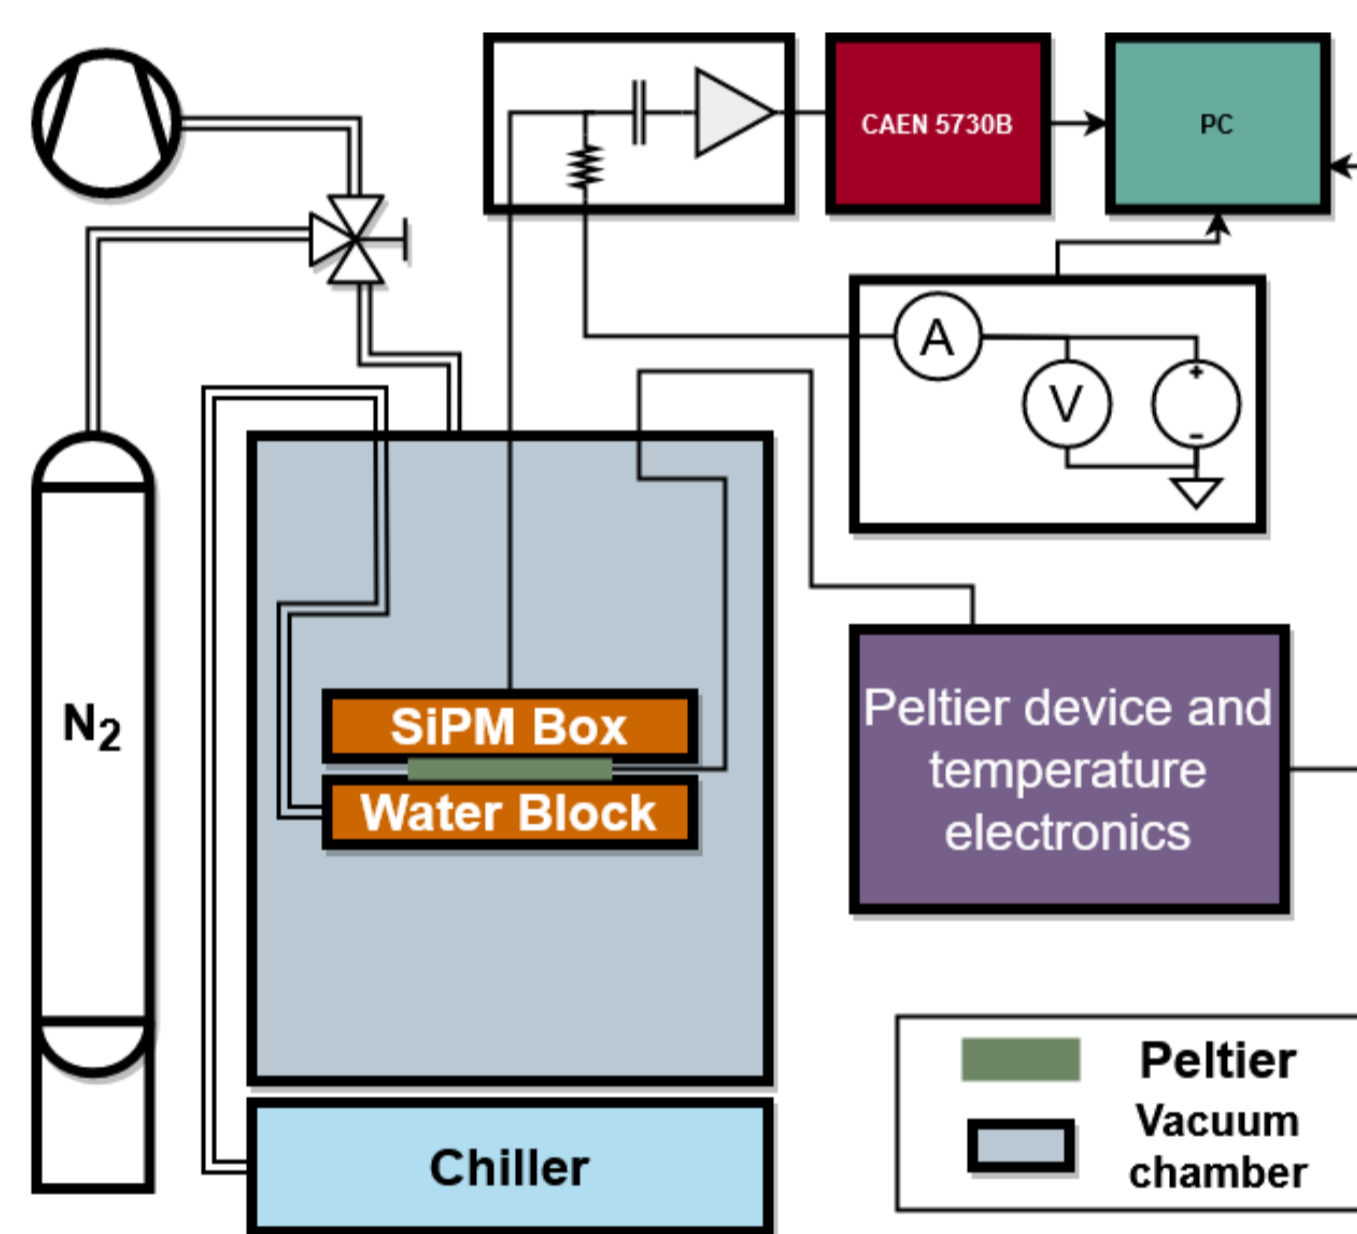 CAEN 5730B
PC
A
V
+
-
N2
SiPM Box
Water Block
Peltier device and
temperature
electronics
Chiller
Peltier
Vacuum
chamber